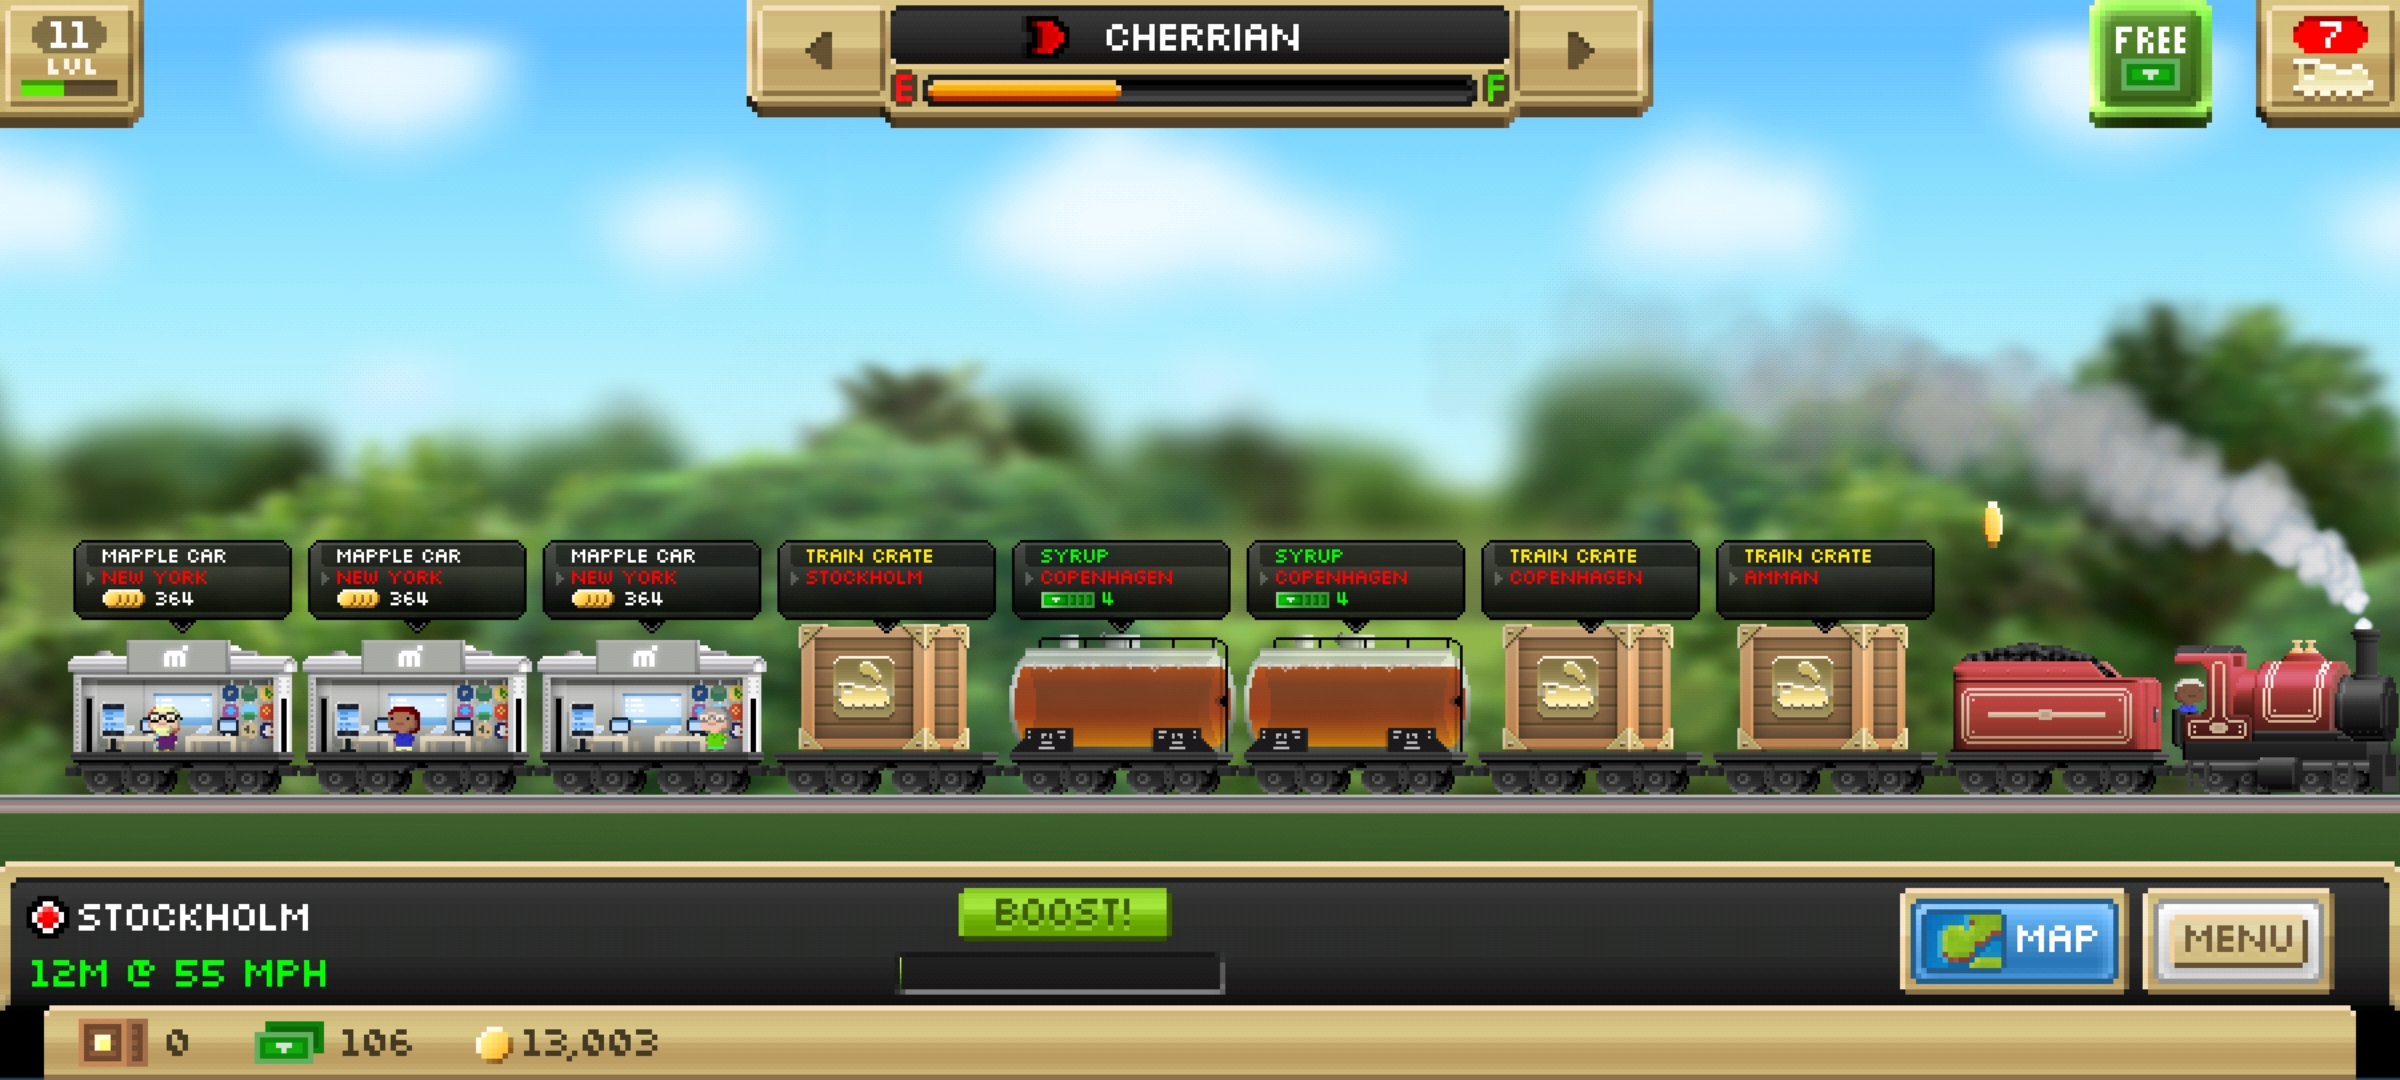 11
LVL
CHERRIAN
E F
FREE
7
MAPPLE CAR
NEW YORK
364
MAPPLE CAR
NEW YORK
364
MAPPLE CAR
NEW YORK
364
TRAIN CRATE
STOCKHOLM
SYRUP
COPENHAGEN
4
SYRUP
COPENHAGEN
4
TRAIN CRATE
COPENHAGEN
TRAIN CRATE
AMMAN
m
m
m
STOCKHOLM
12M @ 55 MPH
BOOST!
MAP
MENU
0
106
13,003